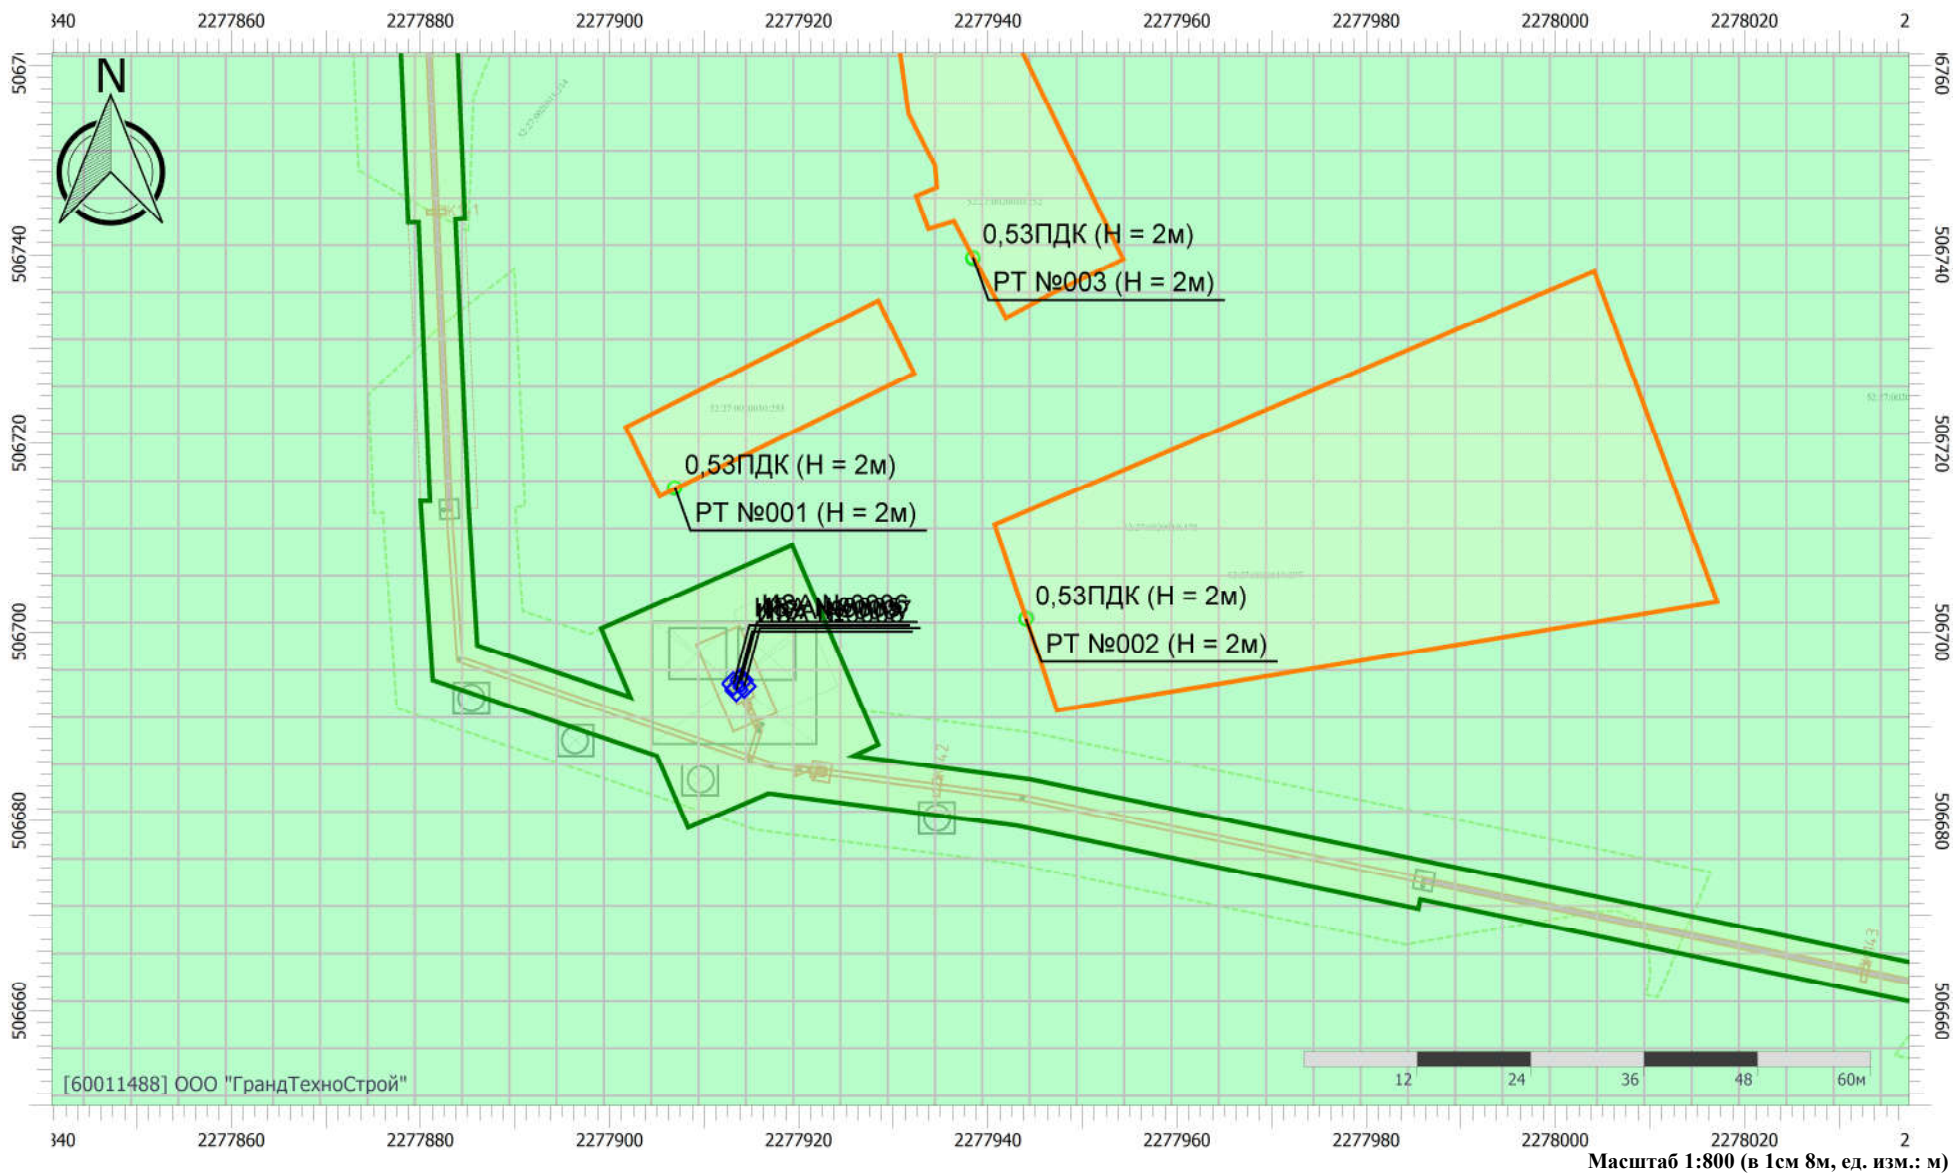 340 2277860 2277880 2277900 2277920 2277940 2277960 2277980 2278000 2278020 2
N
506740
506740
0,53ПДК (Н = 2м)
РТ №003 (Н = 2м)
506720
506720
0,53ПДК (Н = 2м)
РТ №001 (Н = 2м)
506700
506700
0,53ПДК (Н = 2м)
РТ №002 (Н = 2м)
506680
506680
506660
506660
[60011488] ООО "ГрандТехноСтрой"
12 24 36 48 60м
340 2277860 2277880 2277900 2277920 2277940 2277960 2277980 2278000 2278020 2
Масштаб 1:800 (в 1см 8м, ед. изм.: м)